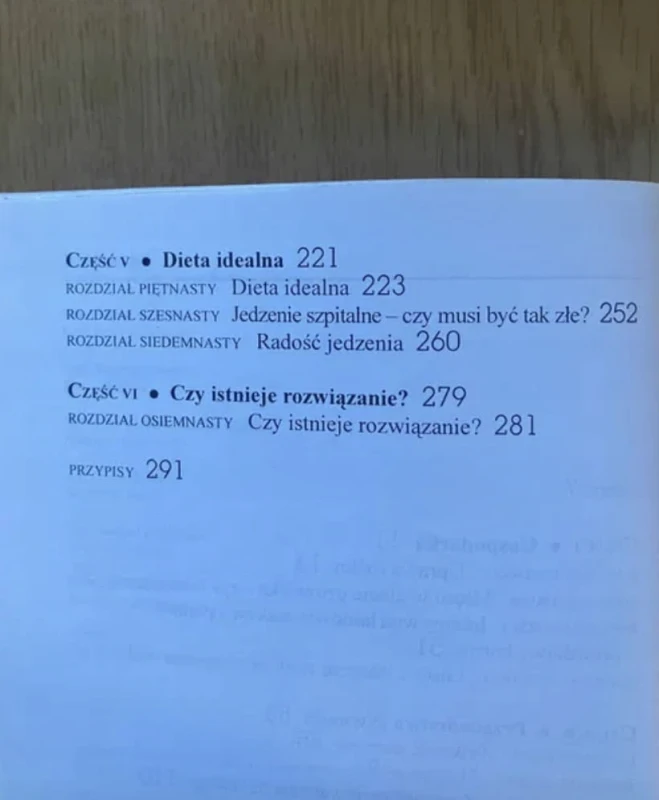 CZĘŚĆ V • Dieta idealna 221
ROZDZIAŁ PIĘTNASTY Dieta idealna 223
ROZDZIAŁ SZESNASTY Jedzenie szpitalne – czy musi być tak złe? 252
ROZDZIAŁ SIEDEMNASTY Radość jedzenia 260
CZĘŚĆ VI • Czy istnieje rozwiązanie? 279
ROZDZIAŁ OSIEMNASTY Czy istnieje rozwiązanie? 281
PRZYPISY 291